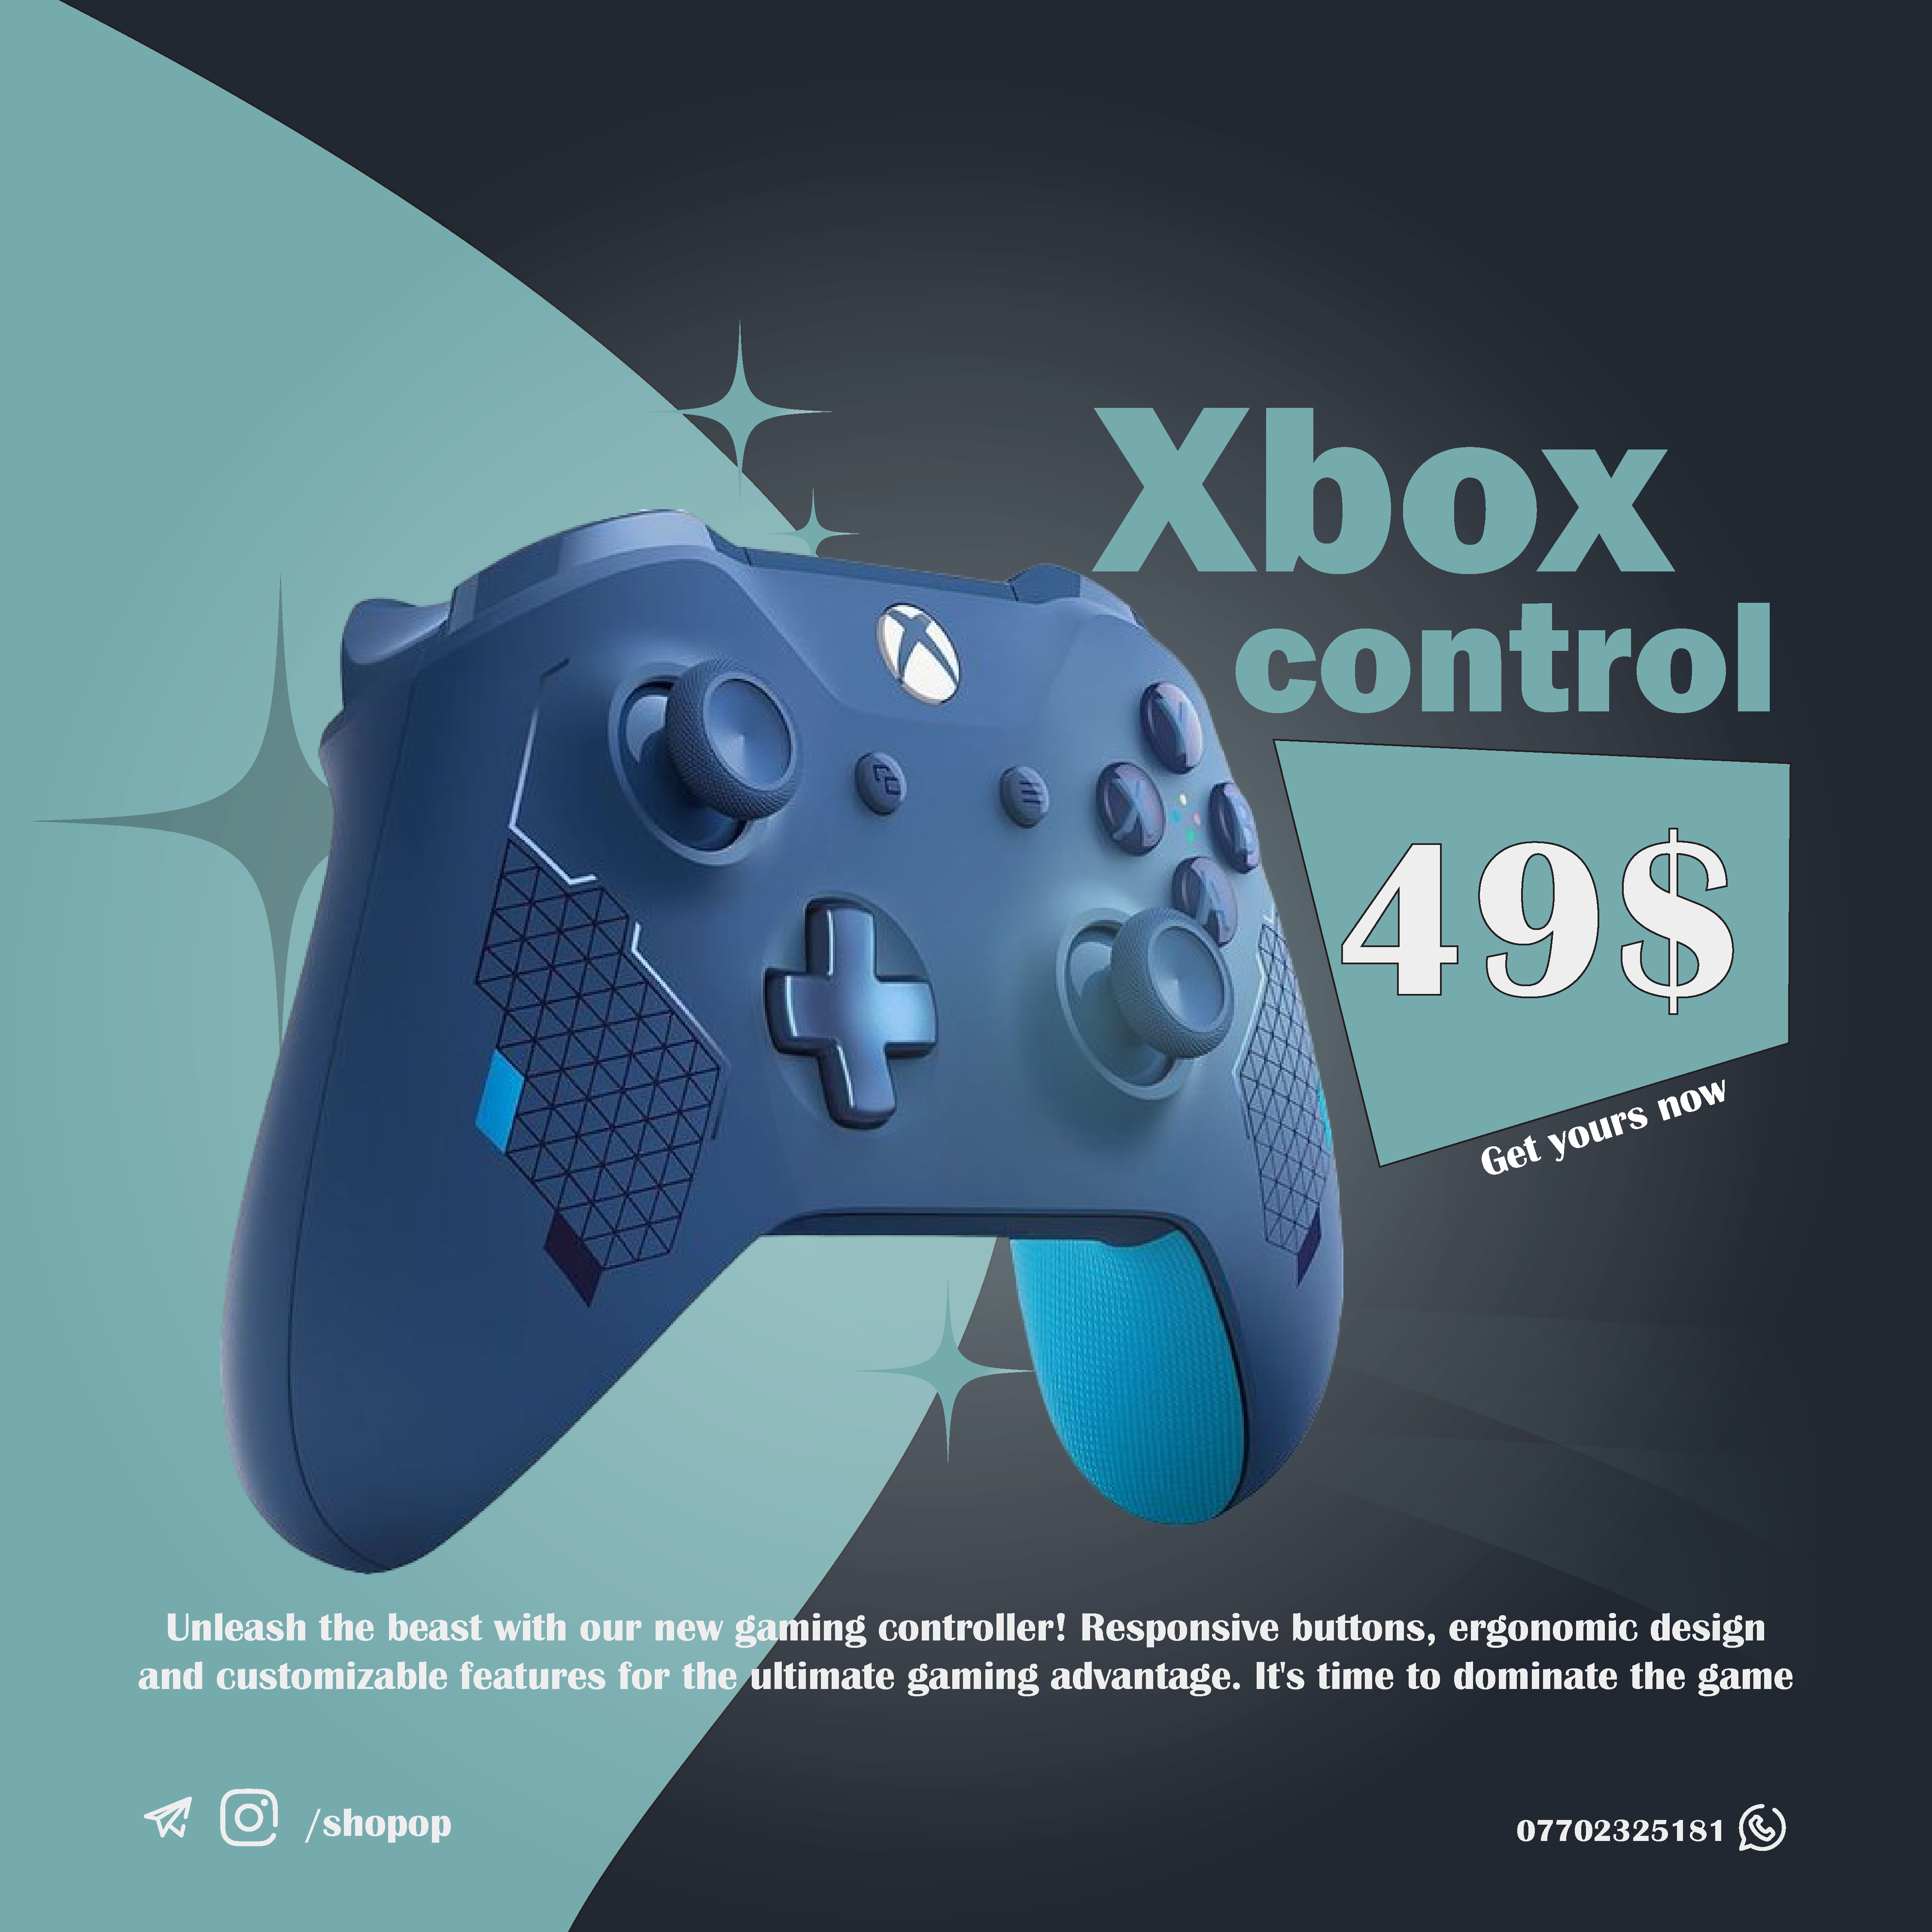 Xbox
control
49$
Get yours now
Y
X
B
A
Unleash the beast with our new gaming controller! Responsive buttons, ergonomic design
and customizable features for the ultimate gaming advantage. It's time to dominate the game
/shopop
07702325181